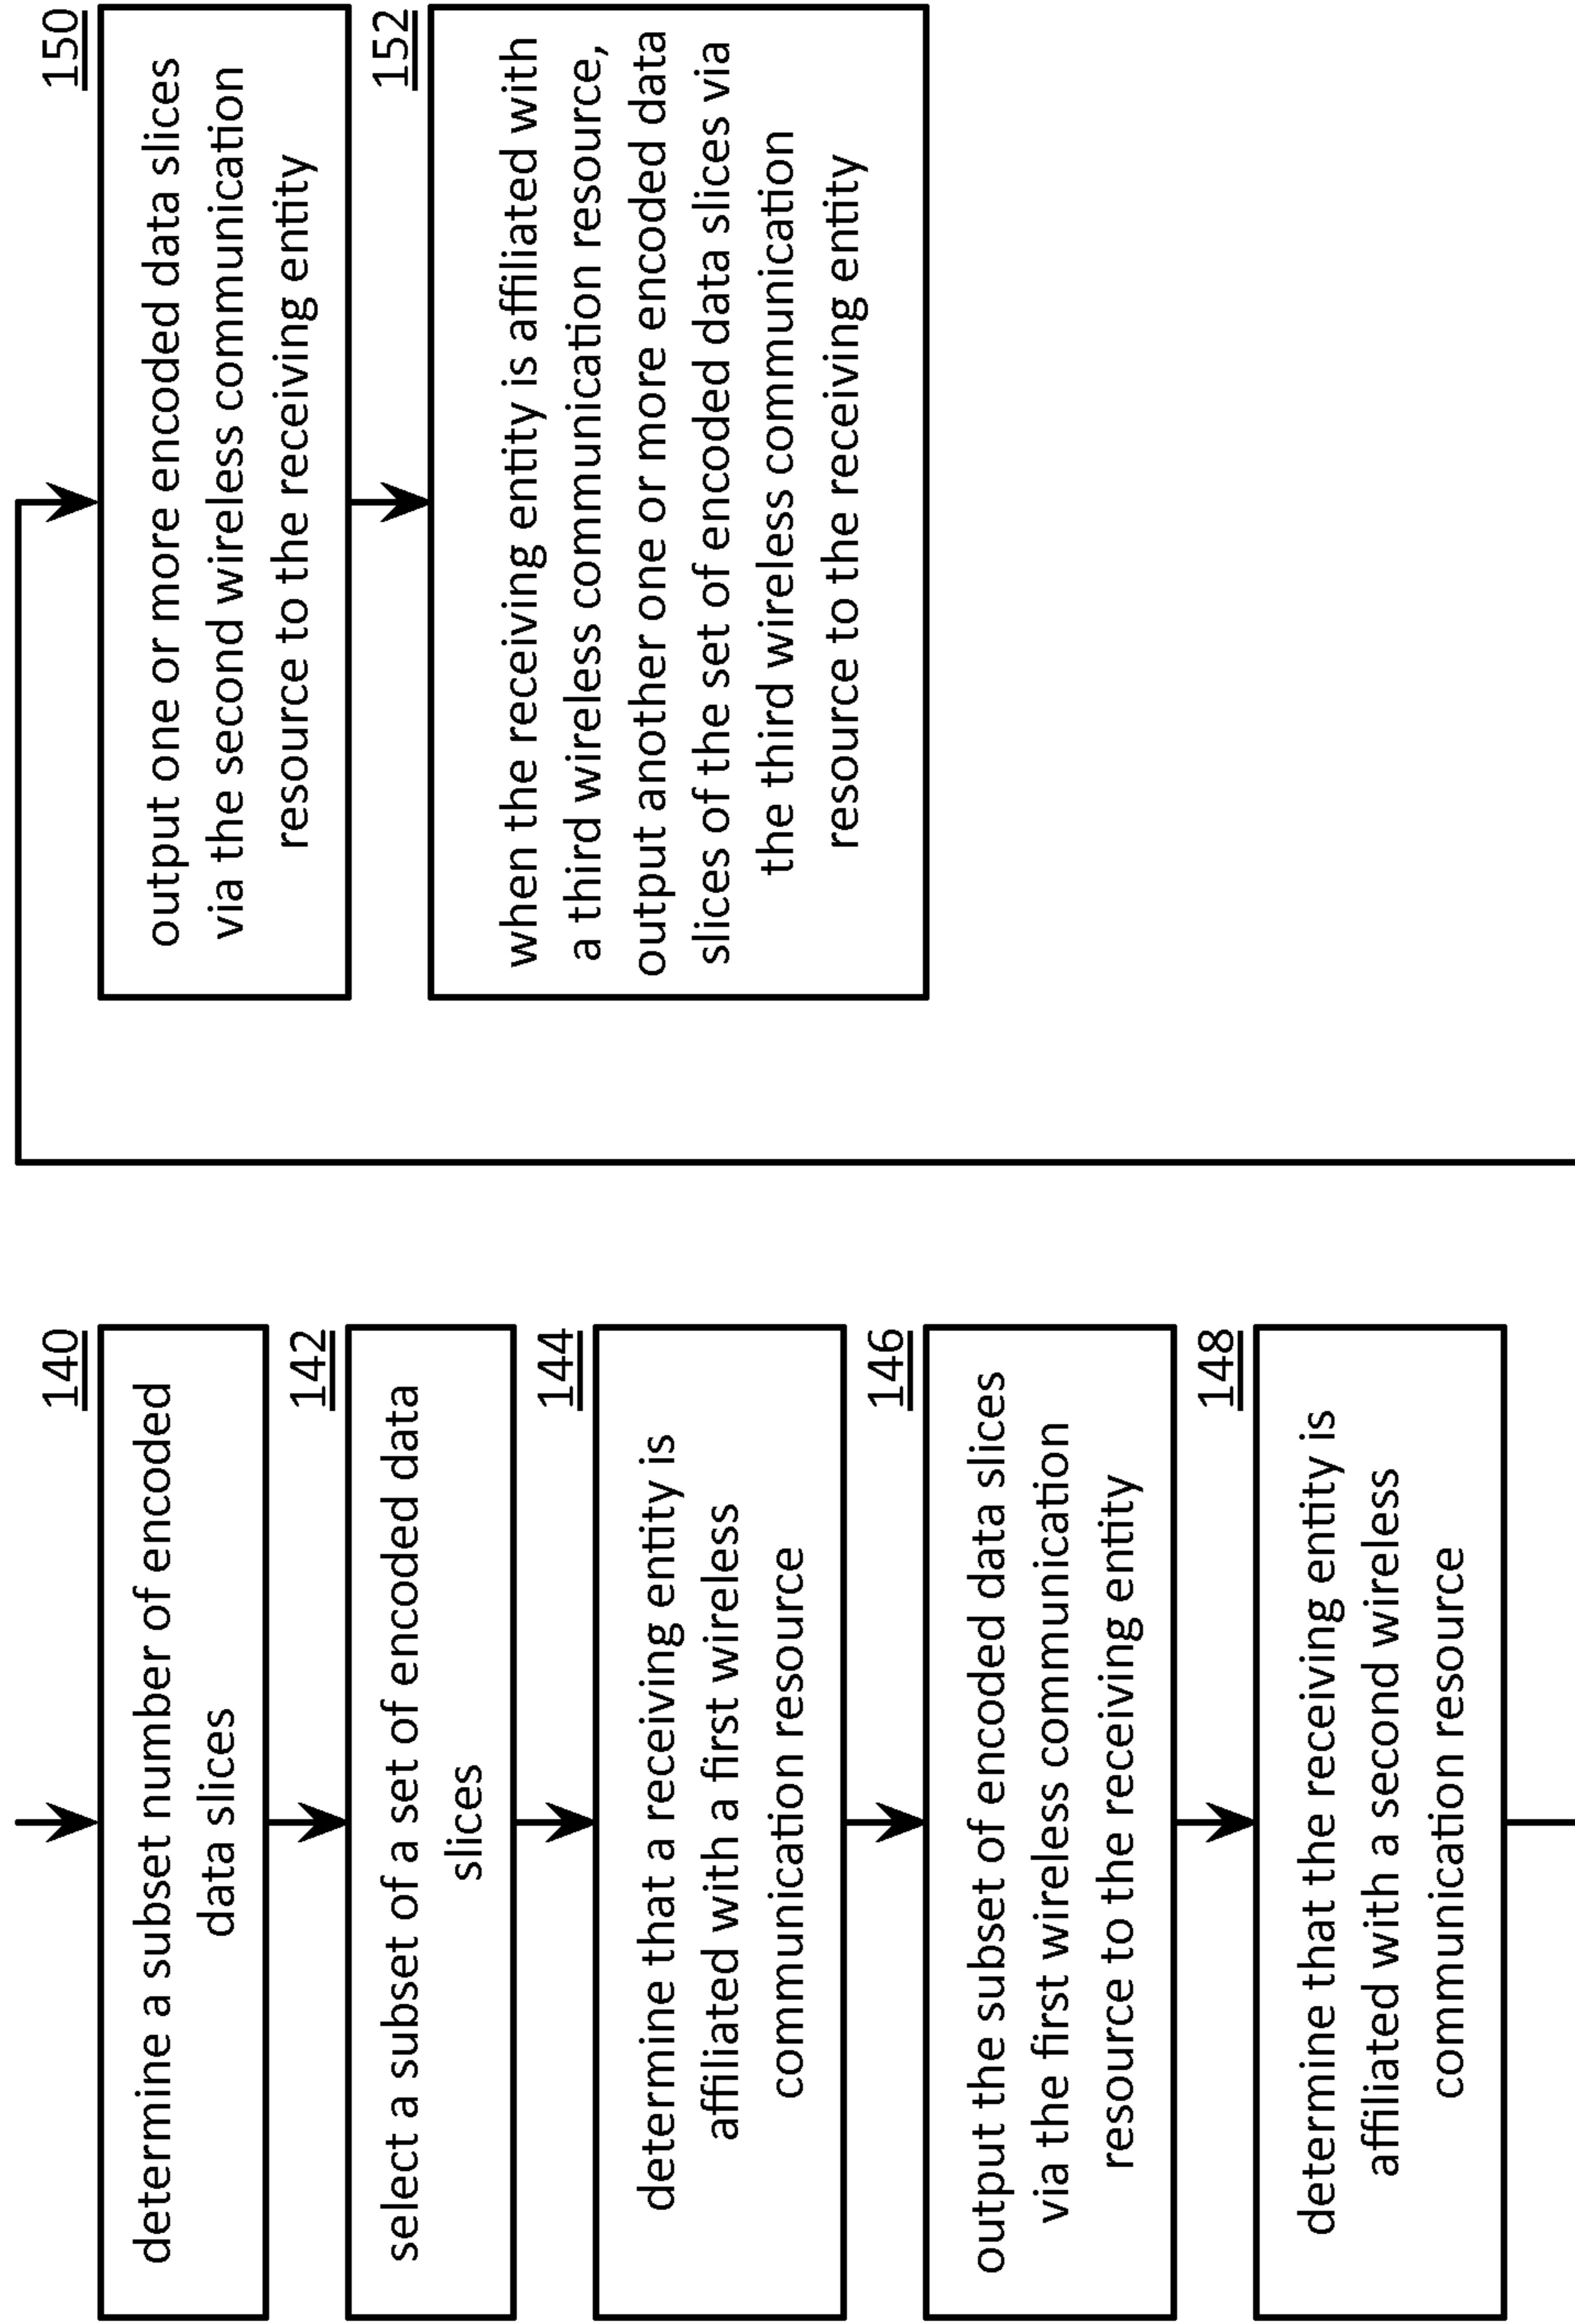 140
determine a subset number of encoded
data slices
142
select a subset of a set of encoded data
slices
144
determine that a receiving entity is
affiliated with a first wireless
communication resource
146
output the subset of encoded data slices
via the first wireless communication
resource to the receiving entity
148
determine that the receiving entity is
affiliated with a second wireless
communication resource
150
output one or more encoded data slices
via the second wireless communication
resource to the receiving entity
152
when the receiving entity is affiliated with
a third wireless communication resource,
output another one or more encoded data
slices of the set of encoded data slices via
the third wireless communication
resource to the receiving entity